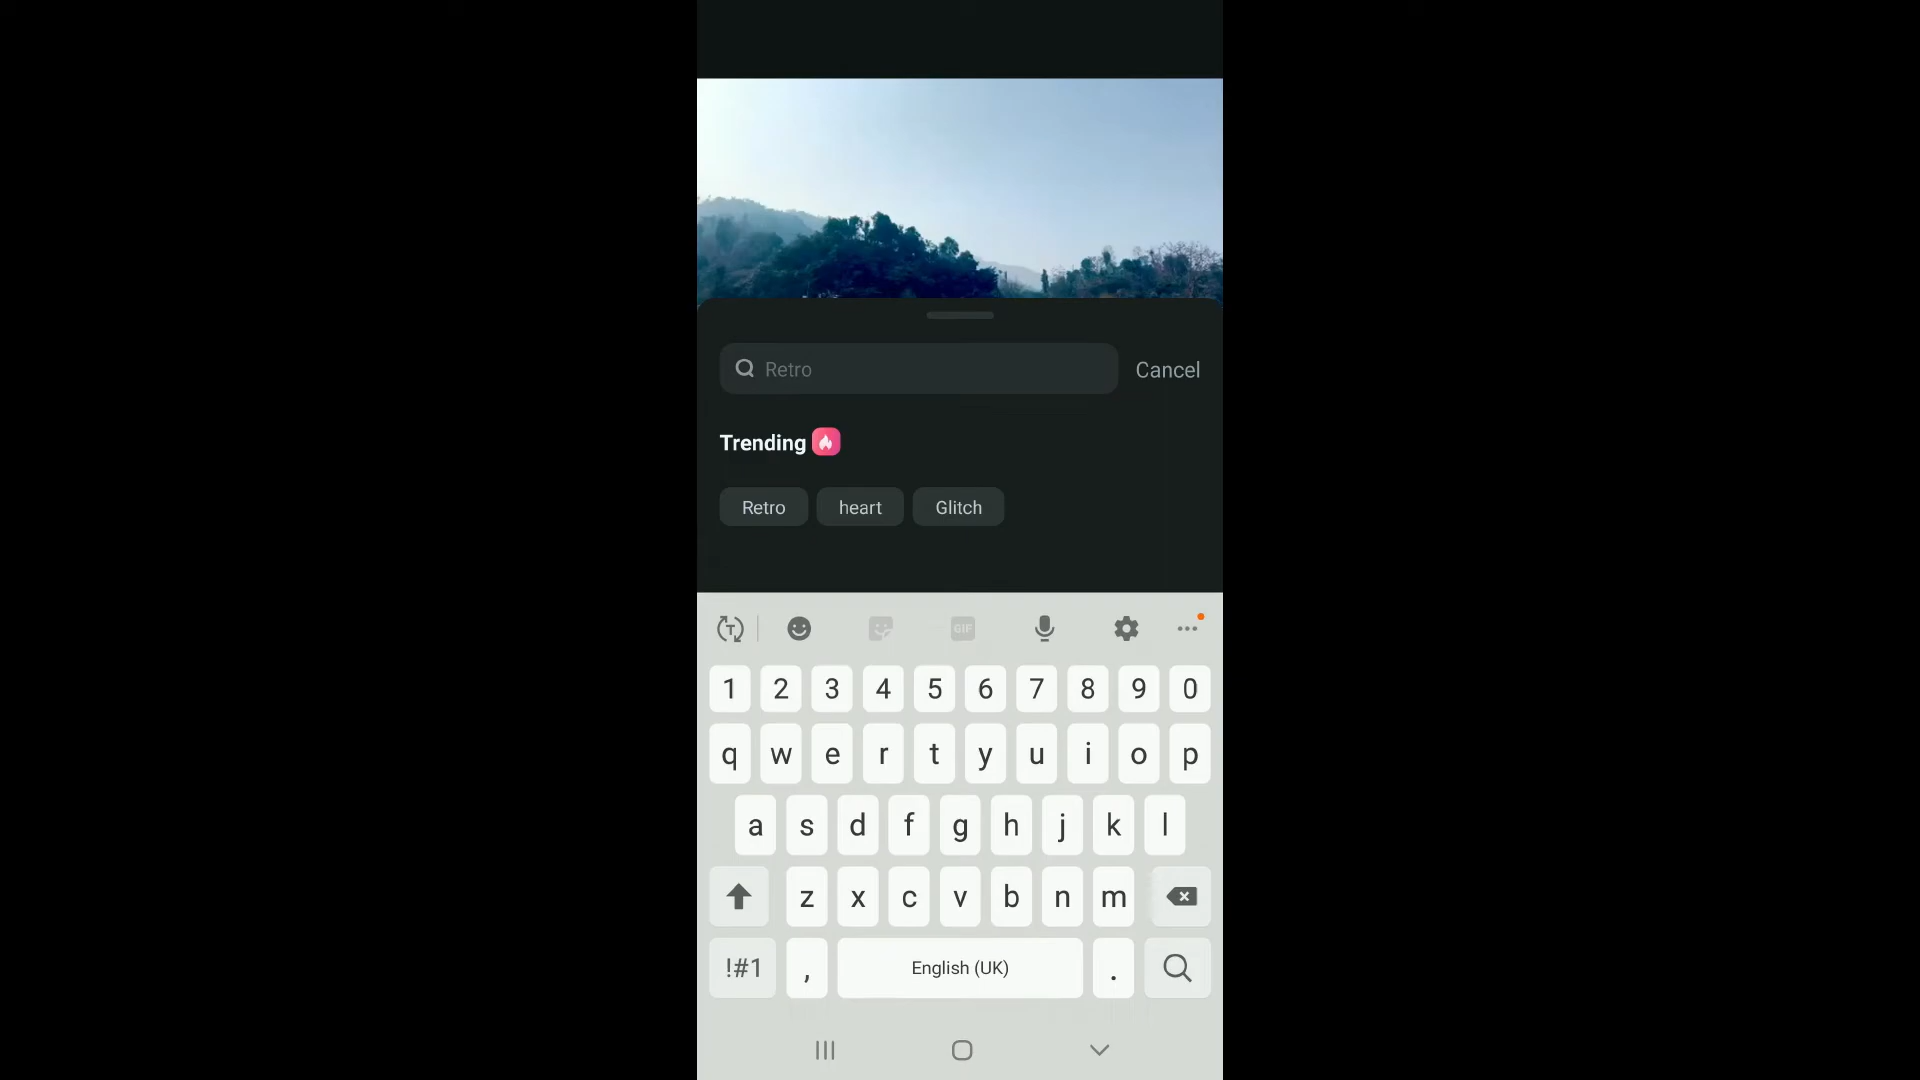 Retro
Cancel
Trending
Retro heart Glitch
T GIF
1 2 3 4 5 6 7 8 9 0
q w e r t y u i o p
a s d f g h j k l
z x c v b n m
!#1 , English (UK) .